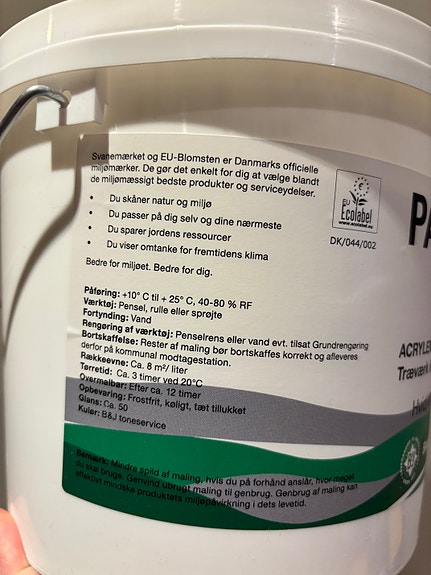 Svanemærket og EU-Blomsten er Danmarks officielle
miljømærker. De gør det enkelt for dig at vælge blandt
de miljømæssigt bedste produkter og serviceydelser.
• Du skåner natur og miljø
• Du passer på dig selv og dine nærmeste
• Du sparer jordens ressourcer
• Du viser omtanke for fremtidens klima
Bedre for miljøet. Bedre for dig.
EU
Ecolabel
www.ecolabel.eu
DK/044/002
Påføring: +10° C til + 25° C, 40-80 % RF
Værktøj: Pensel, rulle eller sprøjte
Fortynding: Vand
Rengøring af værktøj: Penselrens eller vand evt. tilsat Grundrengøring
Bortskaffelse: Rester af maling bør bortskaffes korrekt og afleveres
derfor på kommunal modtagestation.
Rækkeevne: Ca. 8 m²/ liter
Tørretid: Ca. 3 timer ved 20°C
Overmalbar: Efter ca. 12 timer
Opbevaring: Frostfrit, køligt, tæt tillukket
Glans: Ca. 50
Kulør: B&J toneservice
Bemærk: Mindre spild af maling, hvis du på forhånd anslår, hvor meget
du skal bruge. Genvind ubrugt maling til genbrug. Genbrug af maling kan
effektivt mindske produktets miljøpåvirkning i dets levetid.
PA
ACRYLE
Træværk